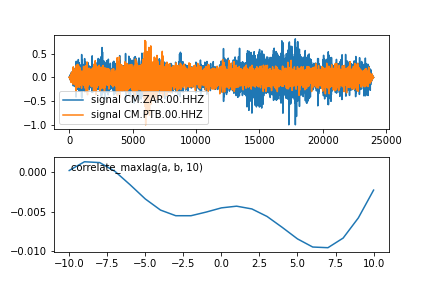 0.5
0.0
−0.5
−1.0
signal CM.ZAR.00.HHZ
signal CM.PTB.00.HHZ
0 5000 10000 15000 20000 25000
correlate_maxlag(a, b, 10)
0.000
−0.005
−0.010
−10.0 −7.5 −5.0 −2.5 0.0 2.5 5.0 7.5 10.0